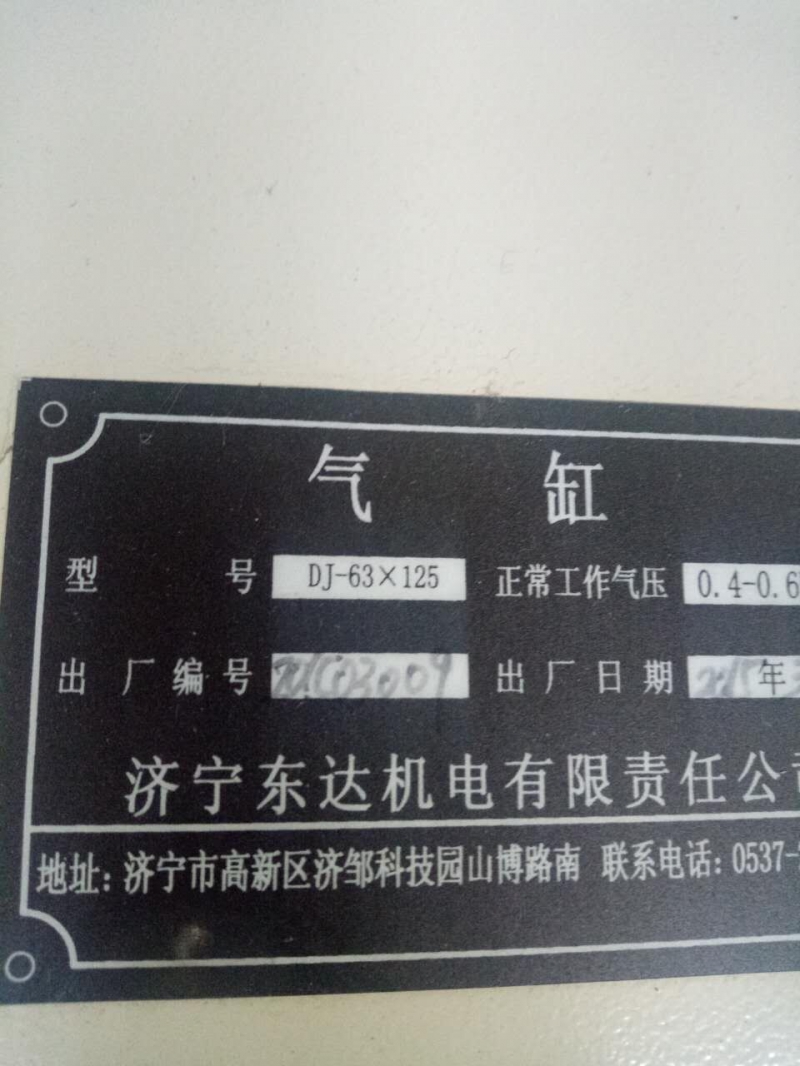 气 缸
型 号 DJ-63×125 正常工作气压 0.4-0.6
出厂编号 出厂日期 年
济宁东达机电有限责任公司
地址：济宁市高新区济邹科技园山博路南 联系电话：0537-